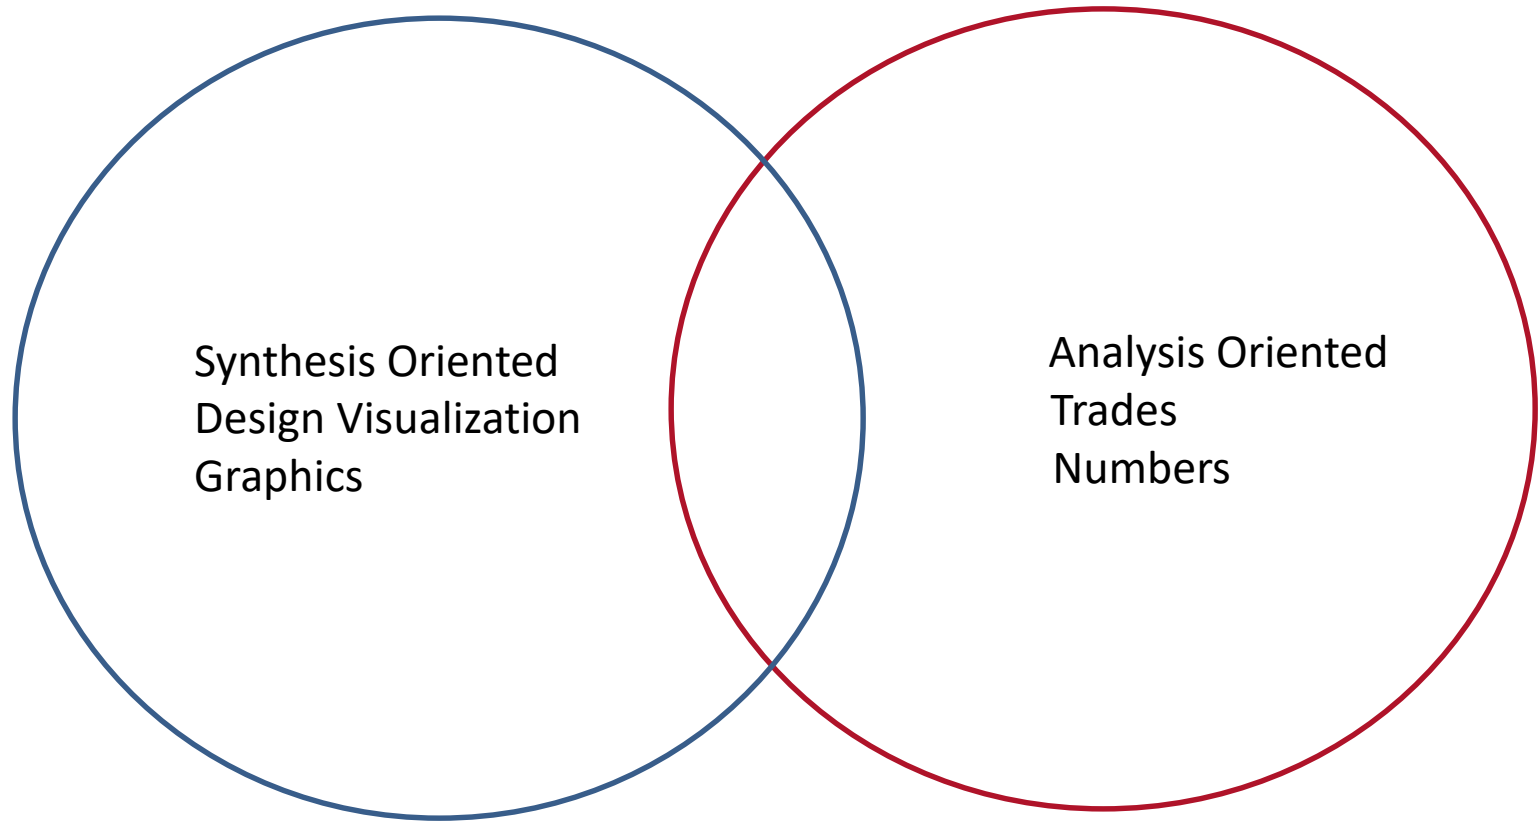 Synthesis Oriented
Design Visualization
Graphics
Analysis Oriented
Trades
Numbers